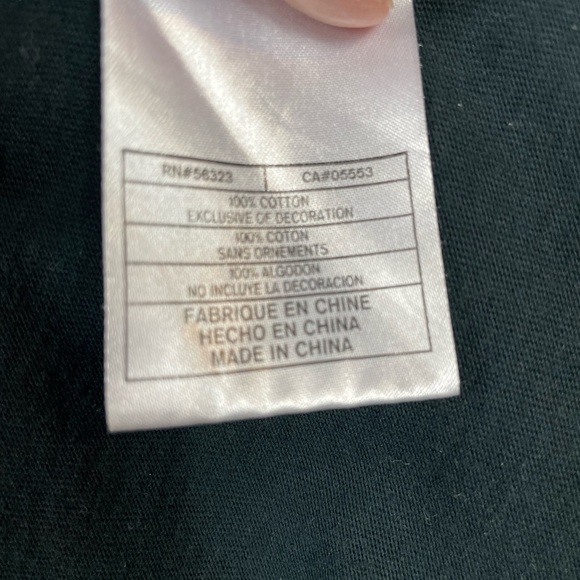 RN#56323 CA#05553
100% COTTON
EXCLUSIVE OF DECORATION
100% COTON
SANS ORNEMENTS
100% ALGODON
NO INCLUYE LA DECORACION
FABRIQUE EN CHINE
HECHO EN CHINA
MADE IN CHINA